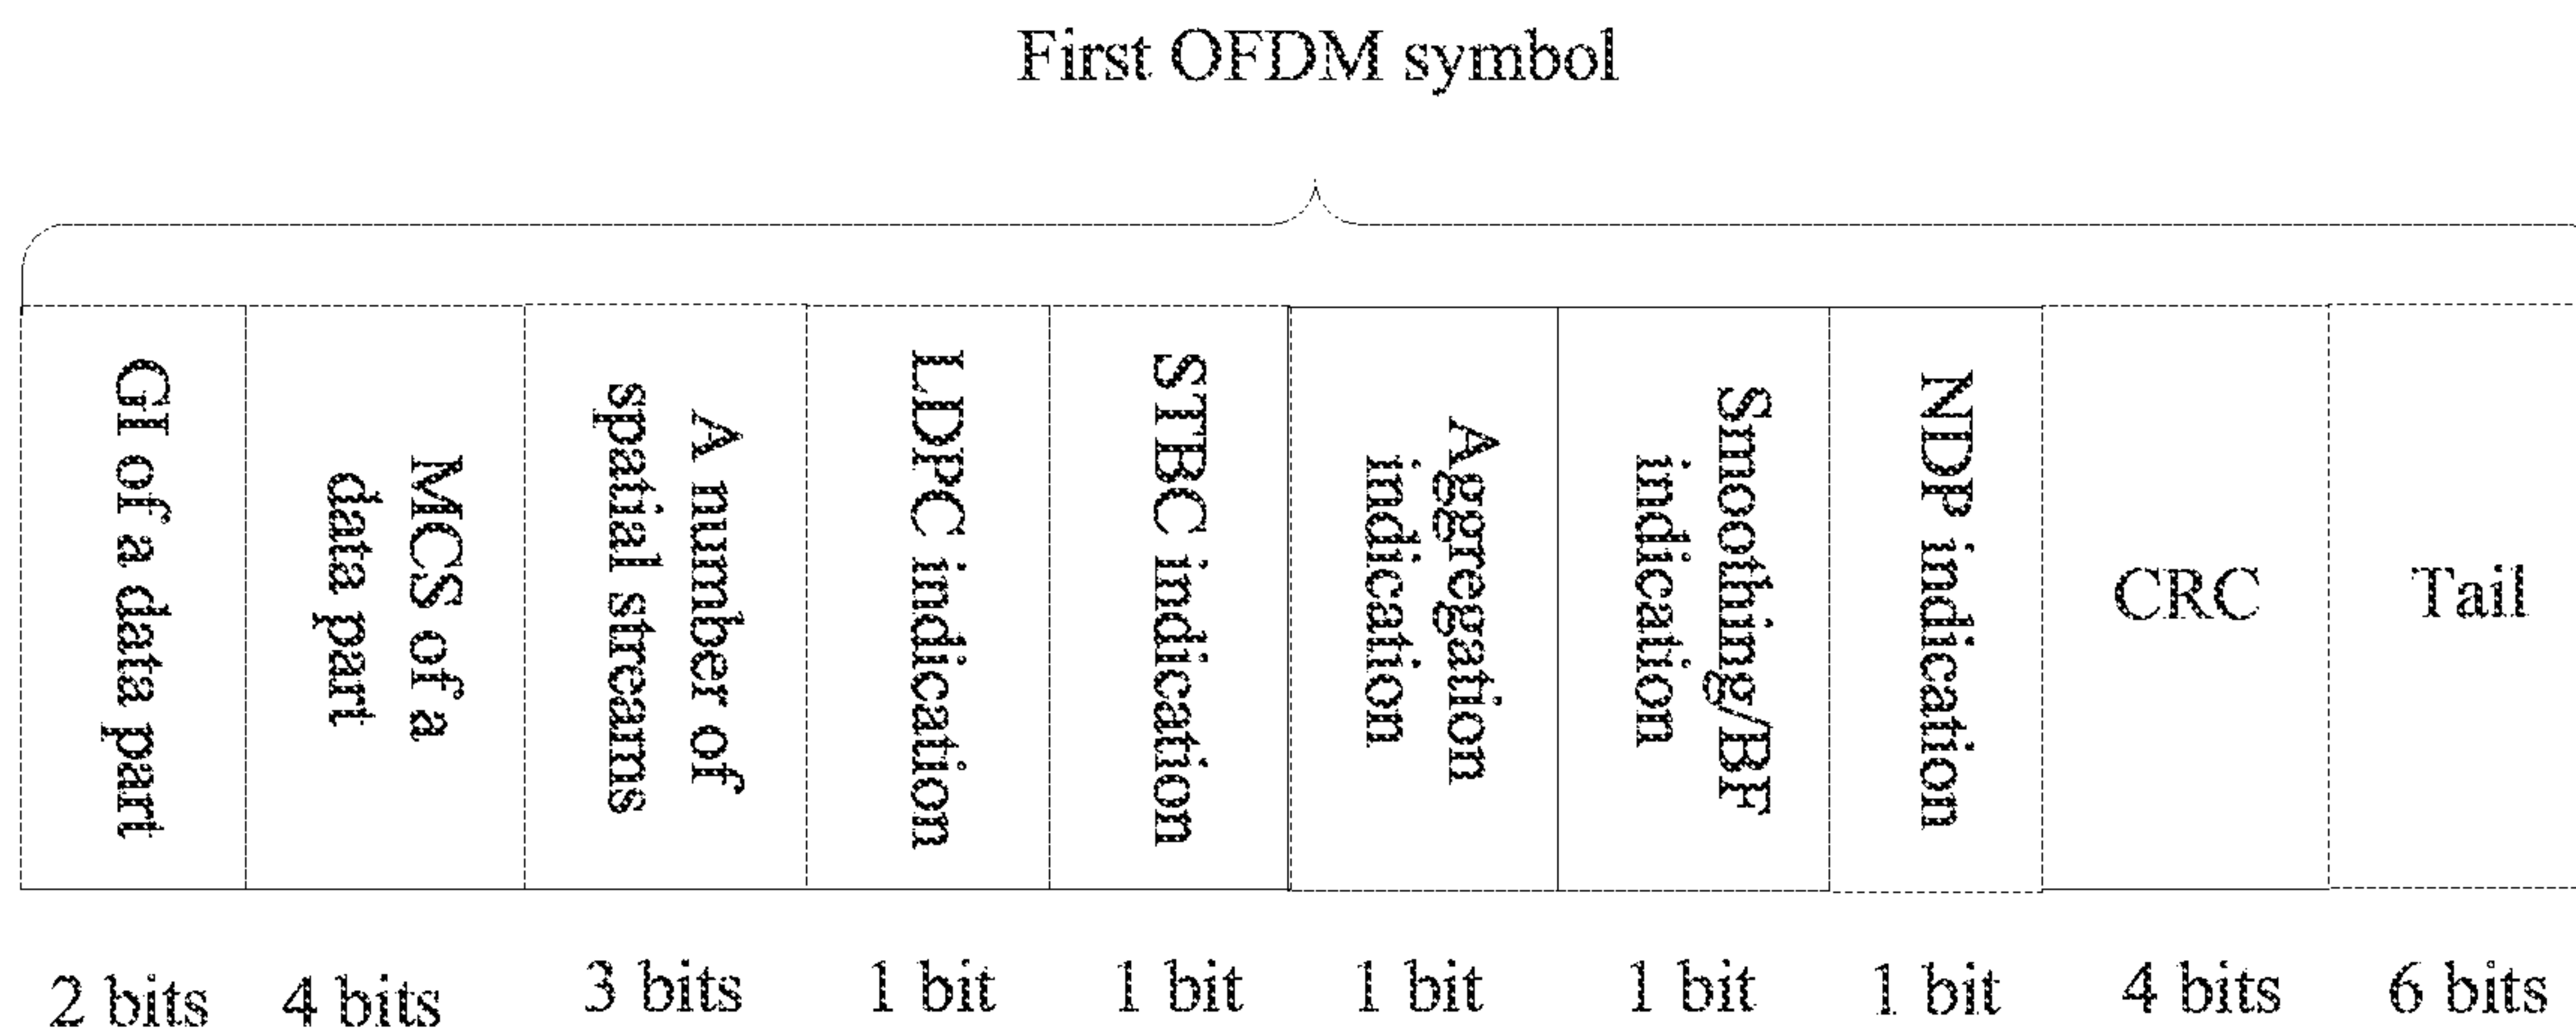 First OFDM symbol
GI of a data part
MCS of a
data part
A number of
spatial streams
LDPC indication
STBC indication
Aggregation
indication
Smoothing/BF
indication
NDP indication
CRC
Tail
2 bits
4 bits
3 bits
1 bit
1 bit
1 bit
1 bit
1 bit
4 bits
6 bits